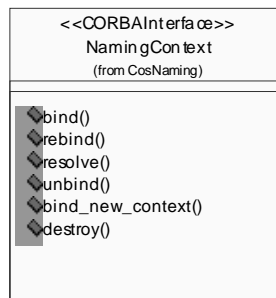 <<CORBAInterface>>
NamingContext
(from CosNaming)
bind()
rebind()
resolve()
unbind()
bind_new_context()
destroy()